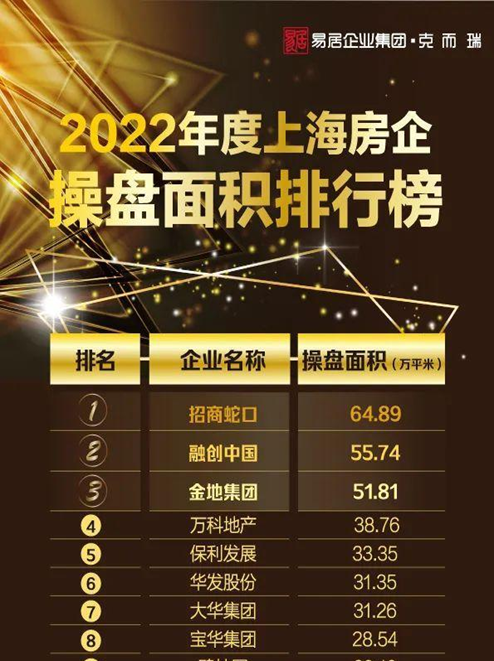 易居 易居企业集团·克而瑞
2022年度上海房企
操盘面积排行榜
排名 企业名称 操盘面积(万平米)
1 招商蛇口 64.89
2 融创中国 55.74
3 金地集团 51.81
4 万科地产 38.76
5 保利发展 33.35
6 华发股份 31.35
7 大华集团 31.26
8 宝华集团 28.54